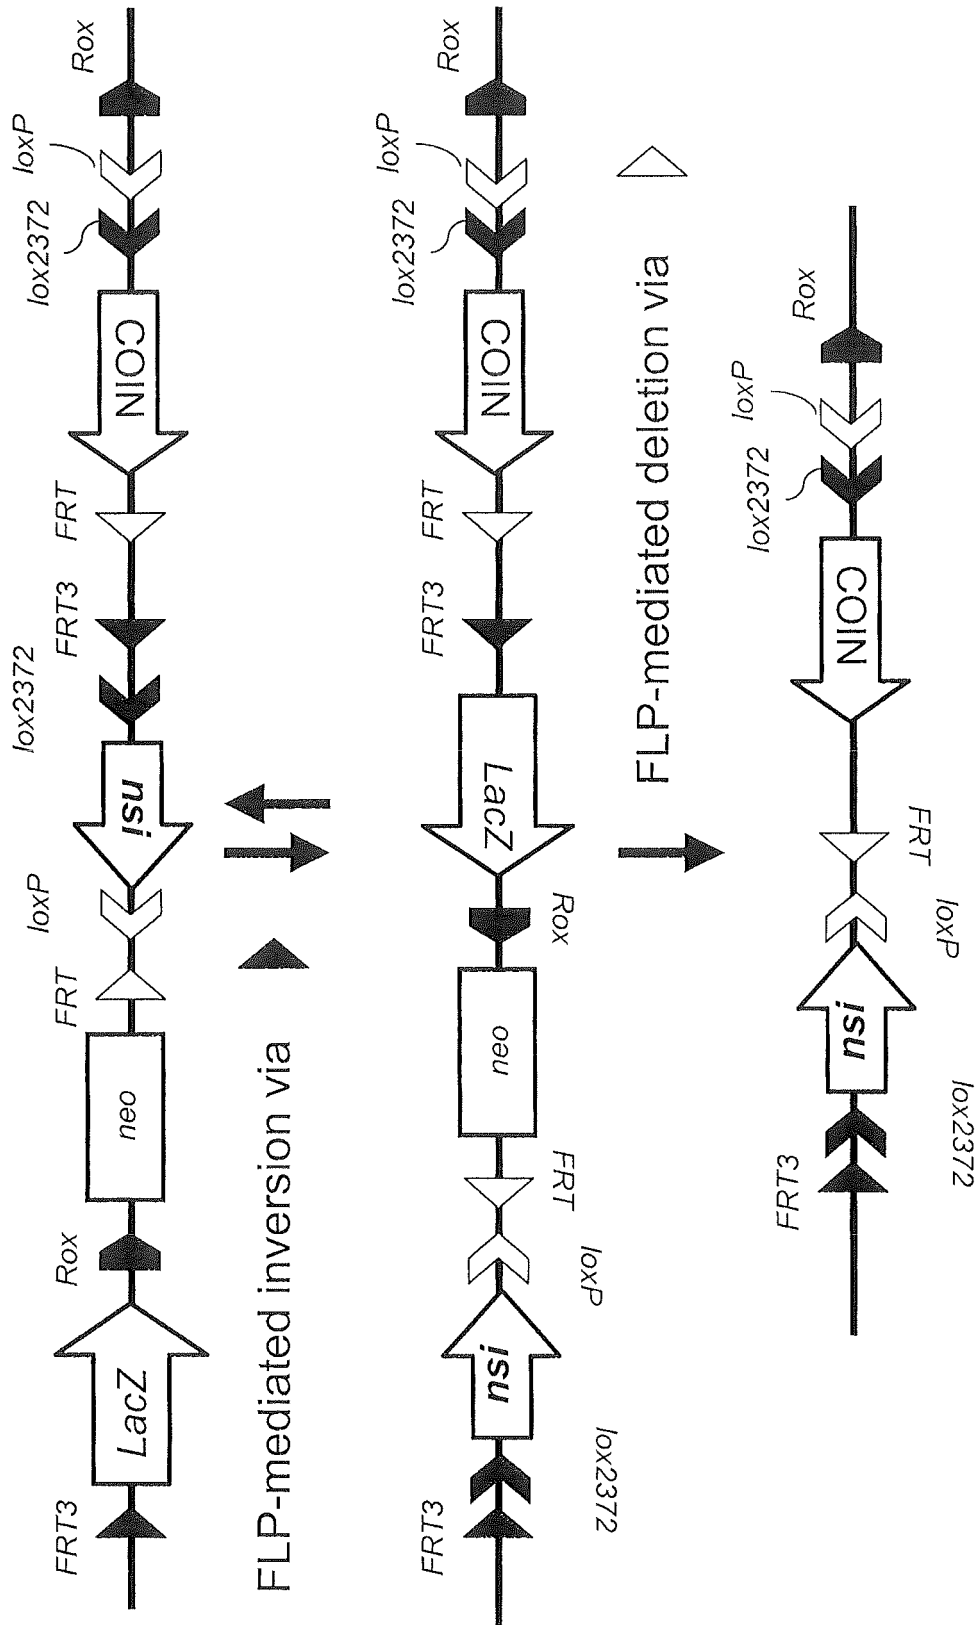 FRT3
LacZ
Rox
neo
FRT
loxP
nsi
lox2372
FRT3
FRT
COIN
lox2372
loxP
Rox
FLP-mediated inversion via
FRT3
lox2372
nsi
loxP
FRT
neo
Rox
LacZ
FRT3
FRT
COIN
lox2372
loxP
Rox
FLP-mediated deletion via
FRT3
lox2372
nsi
loxP
FRT
COIN
lox2372
loxP
Rox